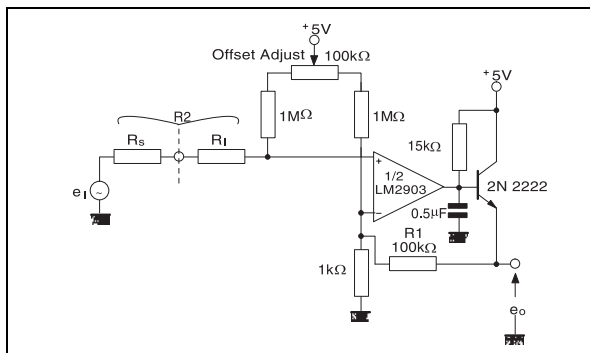 +5V
Offset Adjust
100kΩ
+5V
R2
1MΩ
1MΩ
15kΩ
Rs
RI
+
1/2
LM2903
2N 2222
eI
~
−
0.5µF
R1
100kΩ
1kΩ
eo